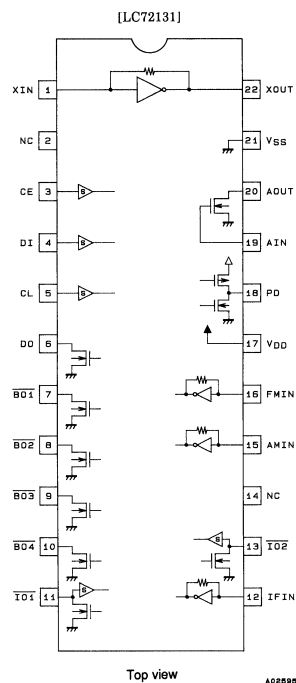 [LC72131]
XIN 1
22 XOUT
NC 2
21 VSS
CE 3 S
20 AOUT
DI 4 S
19 AIN
CL 5 S
18 PD
DO 6
17 VDD
BO1 7
16 FMIN
BO2 8
15 AMIN
BO3 9
14 NC
BO4 10
S 13 IO2
IO1 11 S
12 IFIN
Top view
A02595